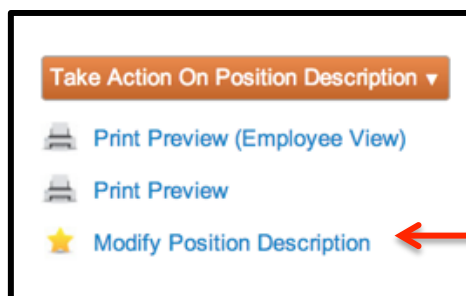 Take Action On Position Description ▼
Print Preview (Employee View)
Print Preview
Modify Position Description